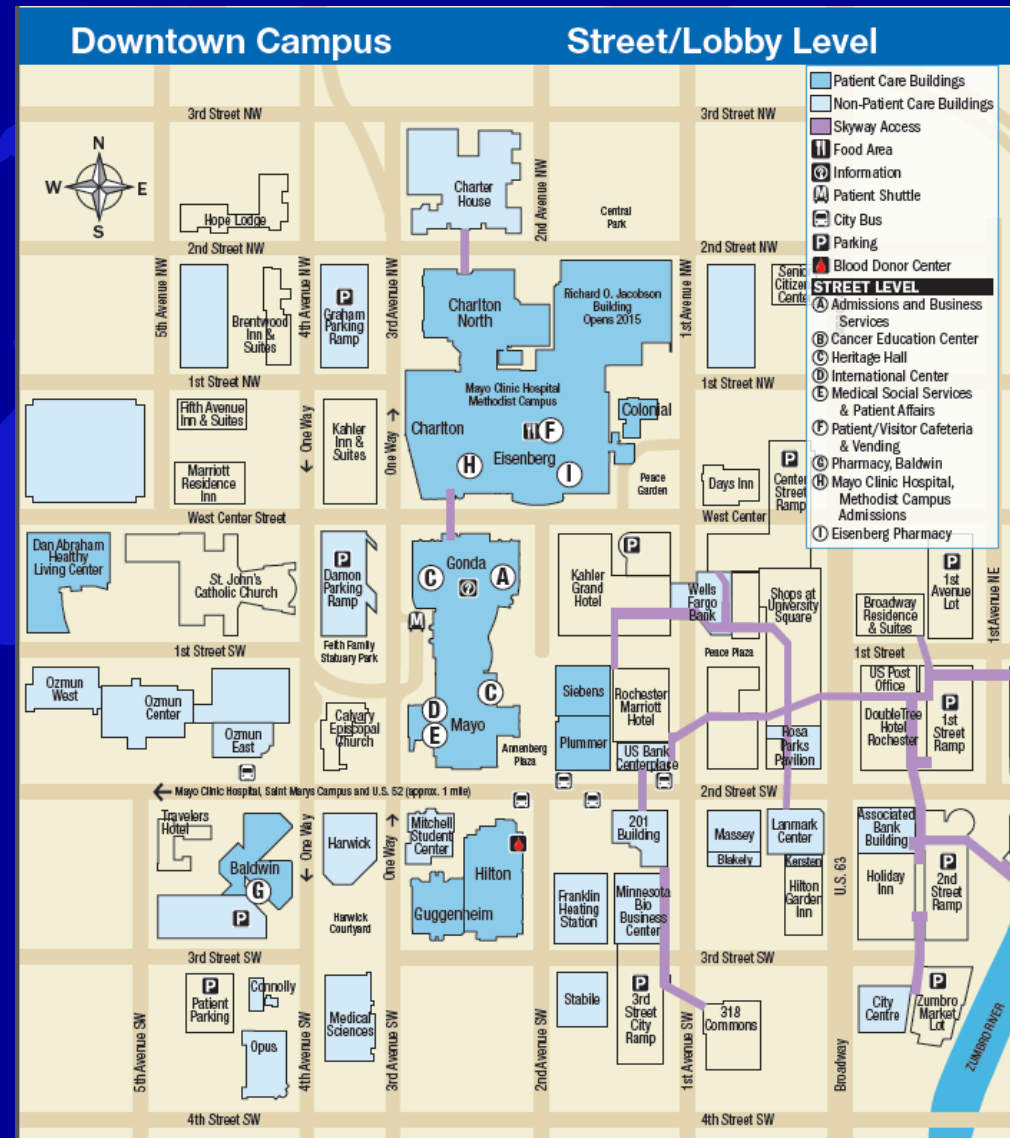 Downtown Campus
Street/Lobby Level
Patient Care Buildings
Non-Patient Care Buildings
Skyway Access
Food Area
Information
Patient Shuttle
City Bus
P Parking
Blood Donor Center
STREET LEVEL
A Admissions and Business
Services
B Cancer Education Center
C Heritage Hall
D International Center
E Medical Social Services
& Patient Affairs
F Patient/Visitor Cafeteria
& Vending
G Pharmacy, Baldwin
H Mayo Clinic Hospital,
Methodist Campus
Admissions
I Eisenberg Pharmacy
3rd Street NW
3rd Street NW
N
W
E
S
Charter
House
2nd Avenue NW
Central
Park
Hope Lodge
2nd Street NW
2nd Street NW
5th Avenue NW
Brentwood
Inn &
Suites
4th Avenue NW
P
Graham
Parking
Ramp
3rd Avenue NW
Charlton
North
Richard O. Jacobson
Building
Opens 2015
1st Avenue NW
Senic
Citizen
Cente
1st Street NW
1st Street NW
Mayo Clinic Hospital
Methodist Campus
Fifth Avenue
Inn & Suites
One Way
Kahler
Inn &
Suites
One Way
Charlton
F
Eisenberg
H
I
Colonial
Marriott
Residence
Inn
Peace
Garden
Days Inn
P
Center
Street
Ramp
West Center Street
West Center
Dan Abraham
Healthy
Living Center
St. John's
Catholic Church
P
Damon
Parking
Ramp
Feith Family
Statuary Park
Gonda
C
A
Kahler
Grand
Hotel
P
Wells
Fargo
Bank
Shops at
University
Square
Peace Plaza
Broadway
Residence
& Suites
P
1st
Avenue
Lot
1st Avenue NE
1st Street SW
1st Street
Ozmun
West
Ozmun
Center
Ozmun
East
Calvary
Episcopal
Church
C
D
E
Mayo
Annenberg
Plaza
Siebens
Plummer
Rochester
Marriott
Hotel
US Bank
Centerplace
Rosa
Parks
Pavilion
US Post
Office
DoubleTree
Hotel
Rochester
P
1st
Street
Ramp
Mayo Clinic Hospital, Saint Marys Campus and U.S. 52 (approx. 1 mile)
2nd Street SW
Travelers
Hotel
Baldwin
G
P
One Way
Harwick
Harwick
Courtyard
One Way
Mitchell
Student
Center
Hilton
Guggenheim
201
Building
Franklin
Heating
Station
Minnesota
Bio
Business
Center
Massey
Blakely
Lanmark
Center
Kersten
Hilton
Garden
Inn
U.S. 63
Associated
Bank
Building
Holiday
Inn
P
2nd
Street
Ramp
3rd Street SW
3rd Street SW
5th Avenue SW
P
Patient
Parking
Connolly
Opus
4th Avenue SW
Medical
Sciences
3rd Avenue SW
2nd Avenue SW
Stabile
P
3rd
Street
City
Ramp
1st Avenue SW
318
Commons
Broadway
City
Centre
P
Zumbro
Market
Lot
ZUMBRO RIVER
4th Street SW
4th Street SW